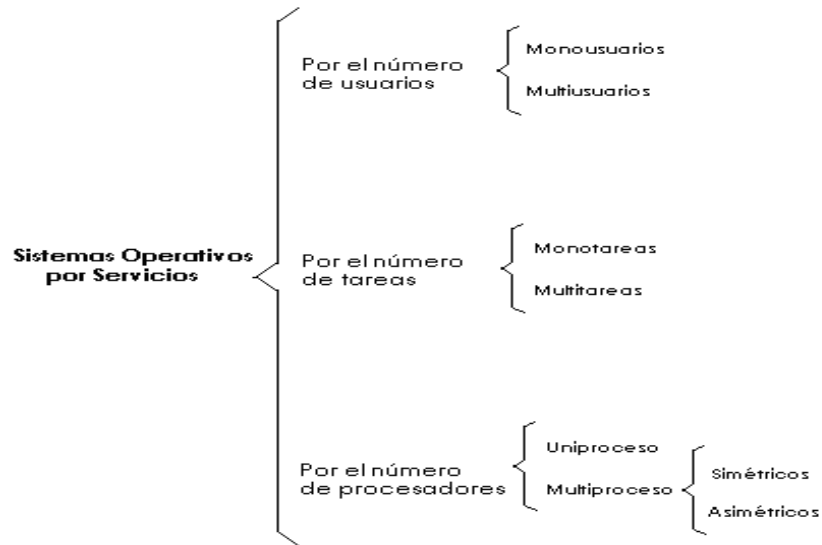 Sistemas Operativos
por Servicios
Por el número
de usuarios
Monousuarios
Multiusuarios
Por el número
de tareas
Monotareas
Multitareas
Por el número
de procesadores
Uniproceso
Multiproceso
Simétricos
Asimétricos